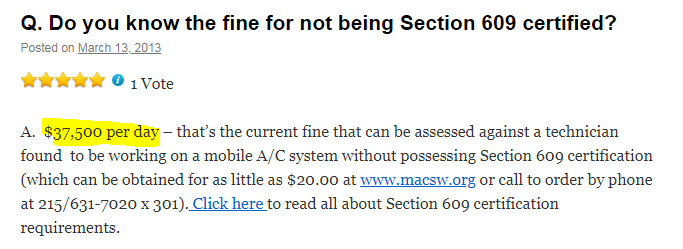 Q. Do you know the fine for not being Section 609 certified?
Posted on March 13, 2013
1 Vote
A. $37,500 per day – that’s the current fine that can be assessed against a technician
found to be working on a mobile A/C system without possessing Section 609 certification
(which can be obtained for as little as $20.00 at www.macsw.org or call to order by phone
at 215/631-7020 x 301). Click here to read all about Section 609 certification
requirements.